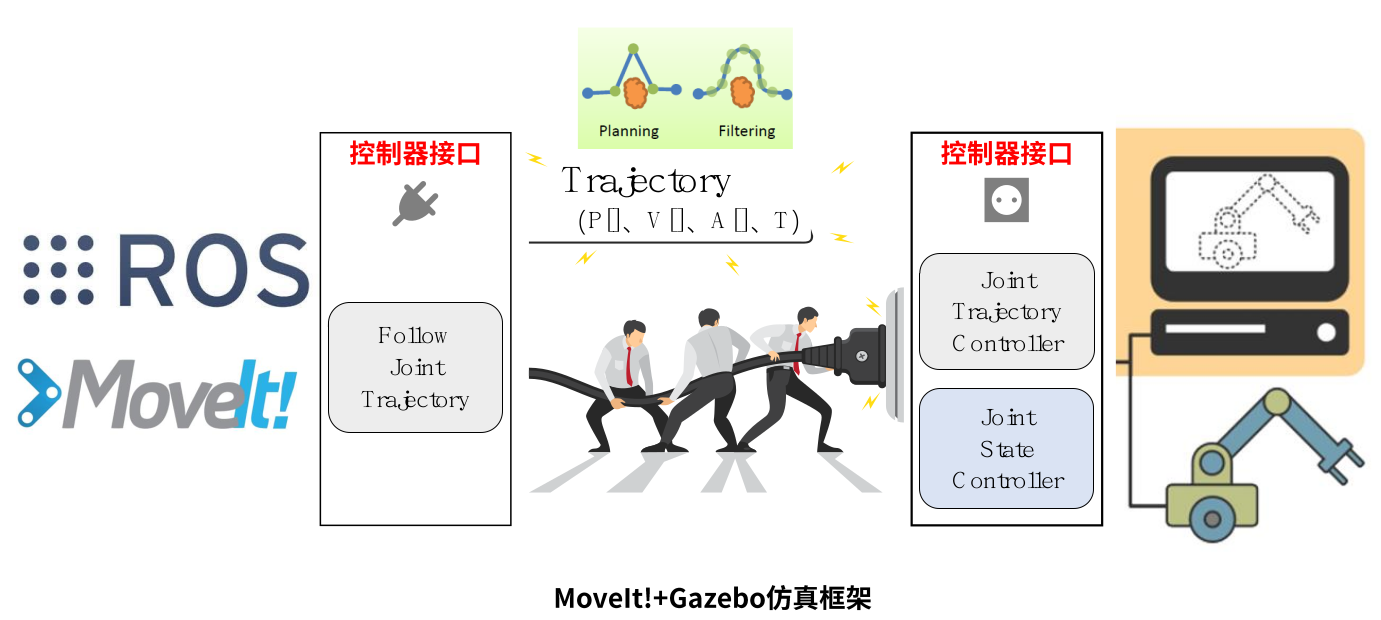 Planning
Filtering
控制器接口
Trajectory
(P[]、V[]、A[]、T)
控制器接口
ROS
MoveIt!
Follow
Joint
Trajectory
Joint
Trajectory
Controller
Joint
State
Controller
MoveIt!+Gazebo仿真框架